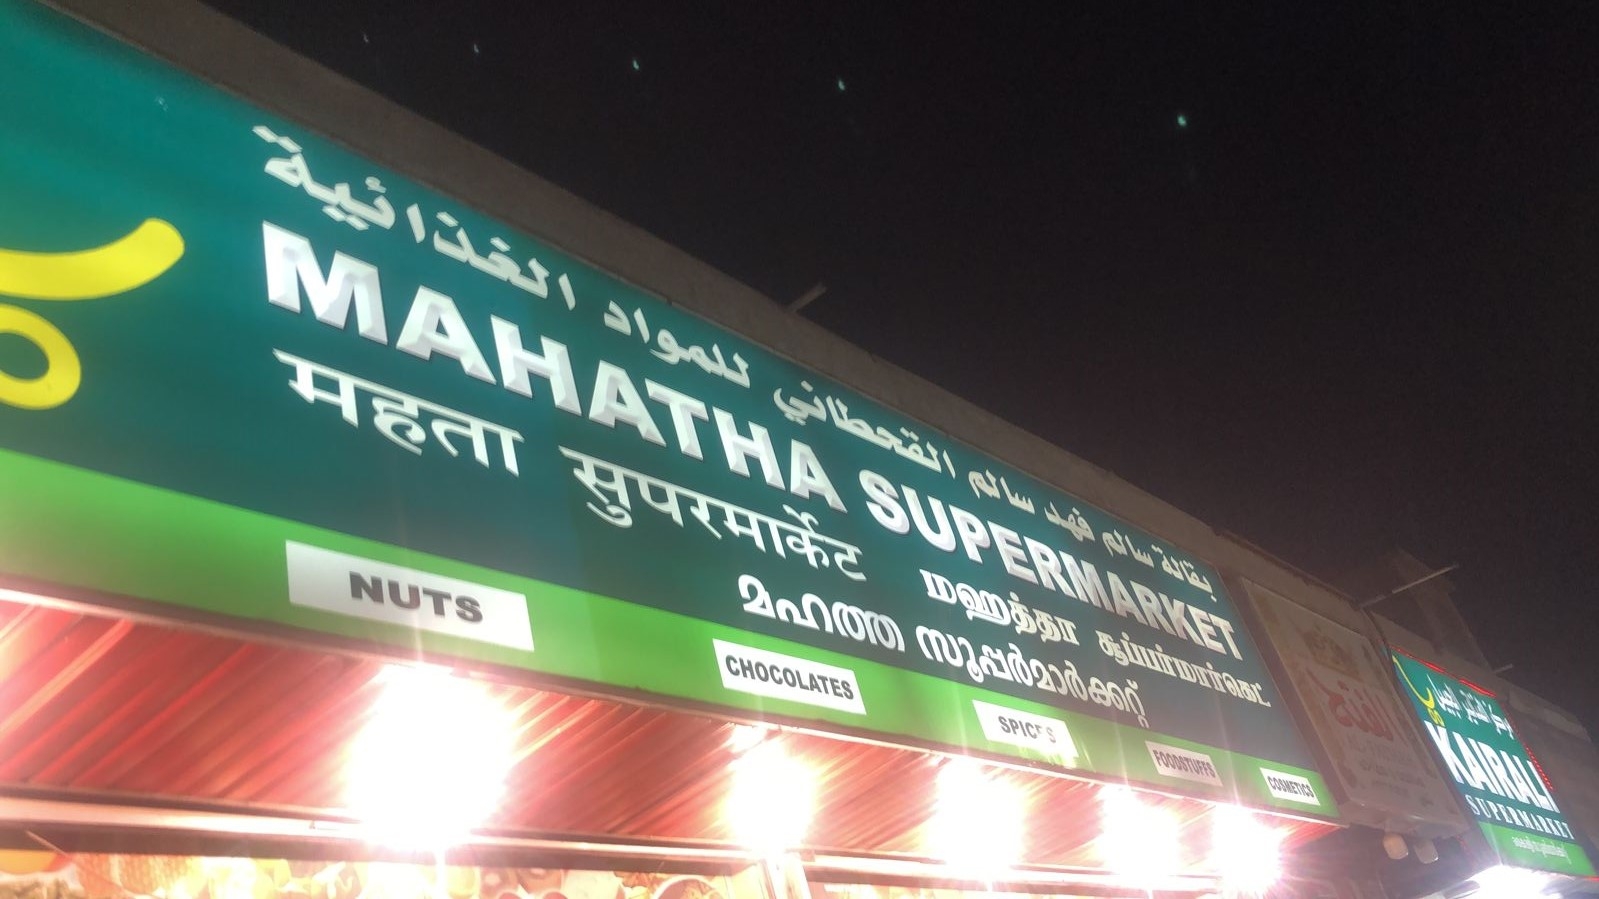 بقالة سالم فهد سالم القحطاني للمواد الغذائية
MAHATHA SUPERMARKET
महता सुपरमार्केट
மஹத்தா சூப்பர்மார்கெட்
മഹത്ത സൂപ്പർമാർക്കറ്റ്
NUTS
CHOCOLATES
SPICES
FOODSTUFFS
COSMETICS
KAIRALI
SUPERMARKET